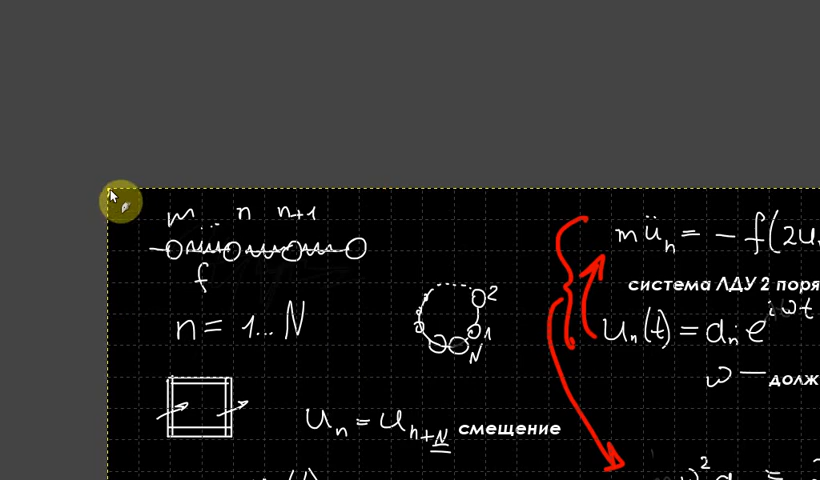 m ... n n+1
f
n = 1... N
2
1
N
u_n = u_{n+N} смещение
mü_n = - f(2u
система ЛДУ 2 поря
u_n(t) = a_n e^{iωt}
ω — долж